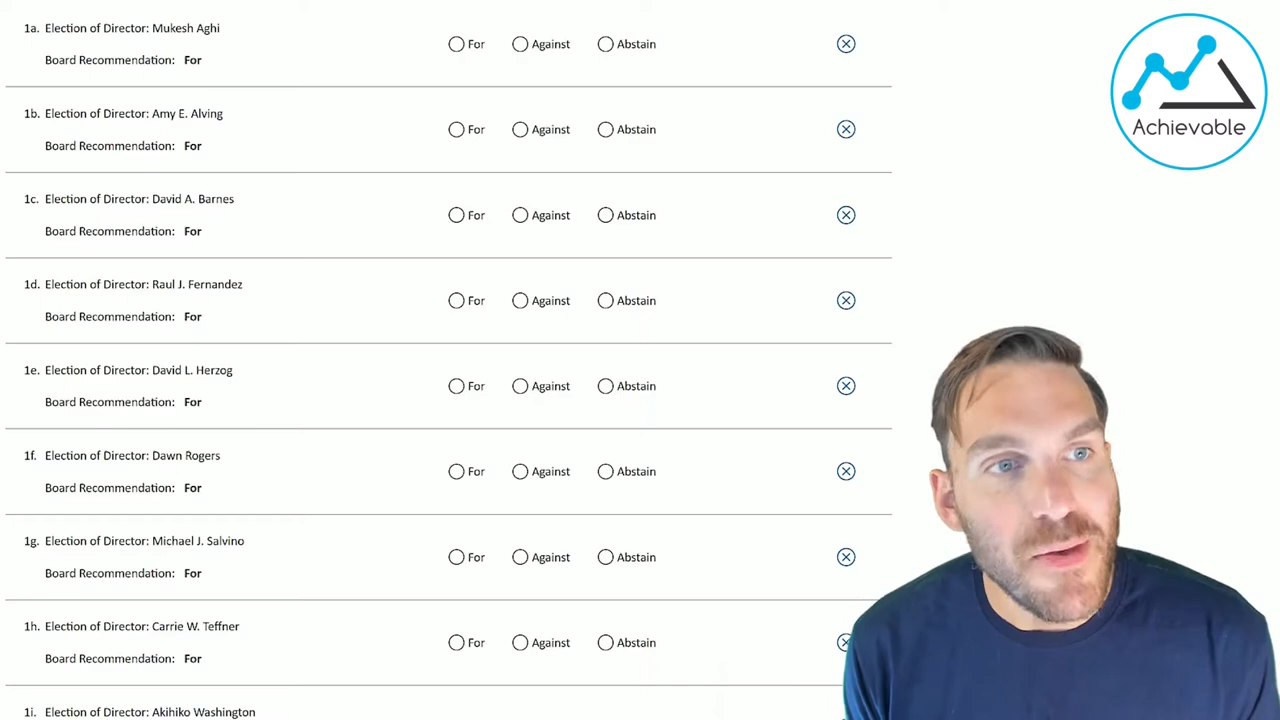 1a. Election of Director: Mukesh Aghi
Board Recommendation: For
For Against Abstain
1b. Election of Director: Amy E. Alving
Board Recommendation: For
For Against Abstain
1c. Election of Director: David A. Barnes
Board Recommendation: For
For Against Abstain
1d. Election of Director: Raul J. Fernandez
Board Recommendation: For
For Against Abstain
1e. Election of Director: David L. Herzog
Board Recommendation: For
For Against Abstain
1f. Election of Director: Dawn Rogers
Board Recommendation: For
For Against Abstain
1g. Election of Director: Michael J. Salvino
Board Recommendation: For
For Against Abstain
1h. Election of Director: Carrie W. Teffner
Board Recommendation: For
For Against Abstain
1i. Election of Director: Akihiko Washington
Achievable